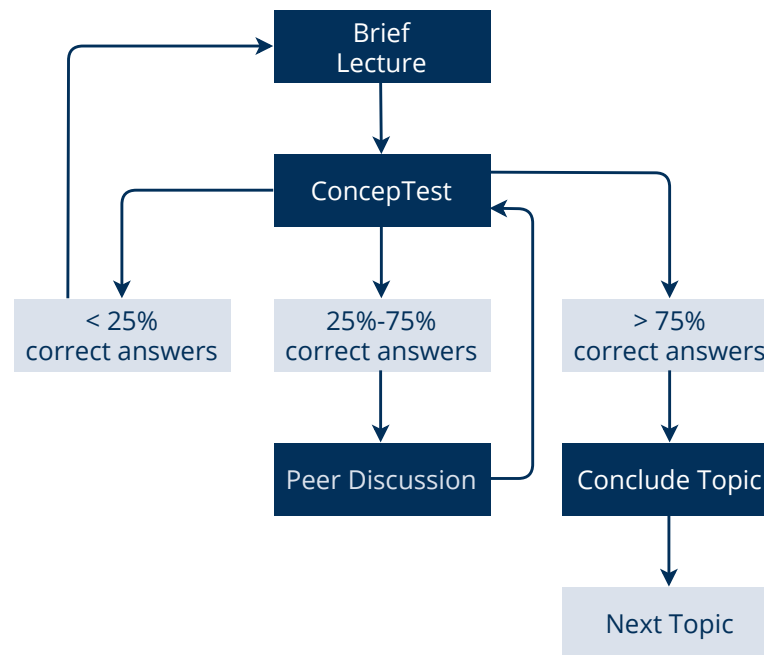 Brief
Lecture
ConcepTest
< 25%
correct answers
25%-75%
correct answers
> 75%
correct answers
Peer Discussion
Conclude Topic
Next Topic